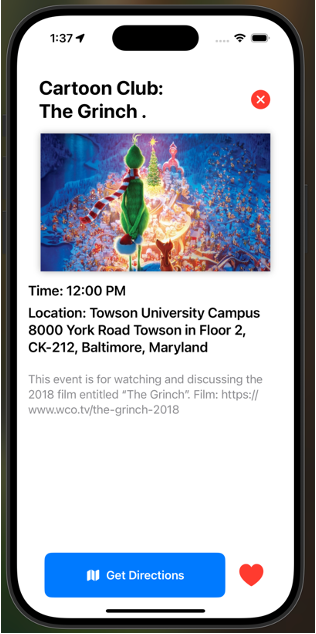 1:37
Cartoon Club:
The Grinch .
Time: 12:00 PM
Location: Towson University Campus
8000 York Road Towson in Floor 2,
CK-212, Baltimore, Maryland
This event is for watching and discussing the
2018 film entitled “The Grinch”. Film: https://
www.wco.tv/the-grinch-2018
Get Directions